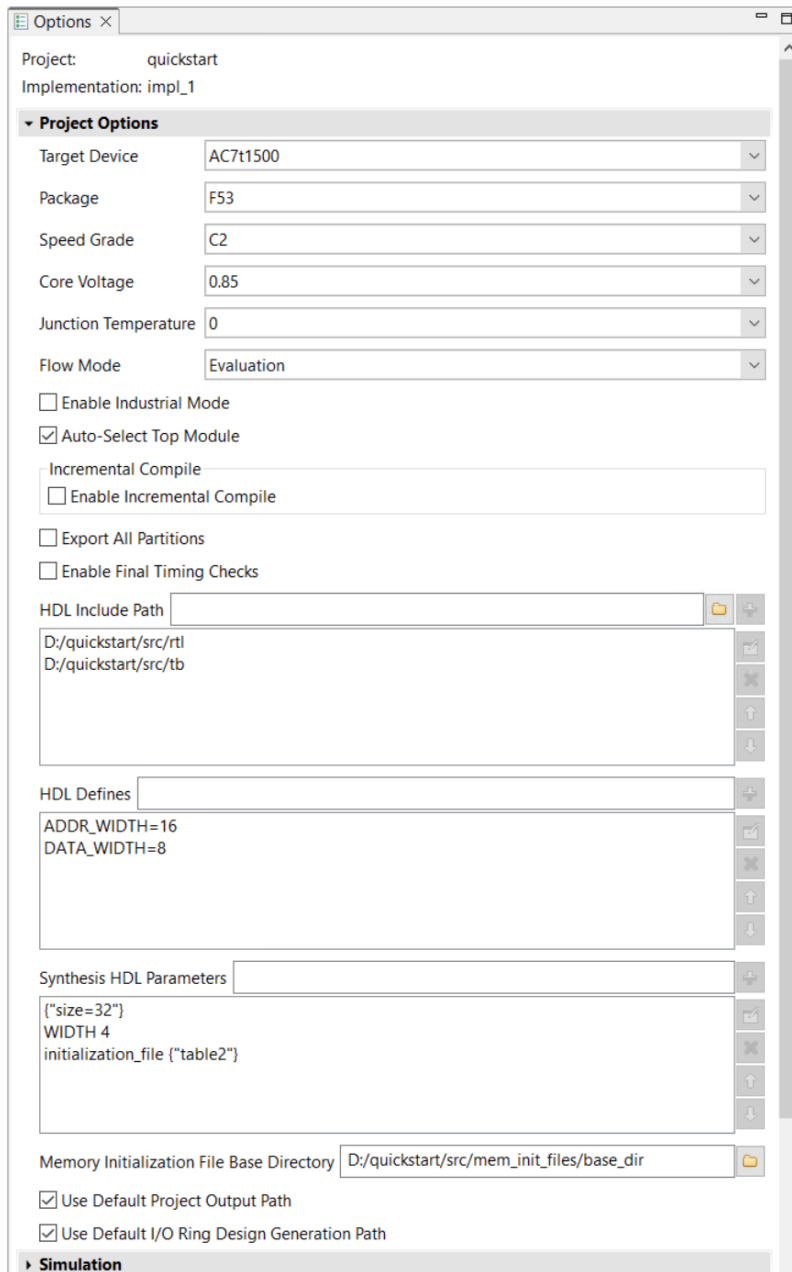 Options
Project: quickstart
Implementation: impl_1
Project Options
Target Device AC7t1500
Package F53
Speed Grade C2
Core Voltage 0.85
Junction Temperature 0
Flow Mode Evaluation
Enable Industrial Mode
Auto-Select Top Module
Incremental Compile
Enable Incremental Compile
Export All Partitions
Enable Final Timing Checks
HDL Include Path
D:/quickstart/src/rtl
D:/quickstart/src/tb
HDL Defines
ADDR_WIDTH=16
DATA_WIDTH=8
Synthesis HDL Parameters
{"size=32"}
WIDTH 4
initialization_file {"table2"}
Memory Initialization File Base Directory D:/quickstart/src/mem_init_files/base_dir
Use Default Project Output Path
Use Default I/O Ring Design Generation Path
Simulation